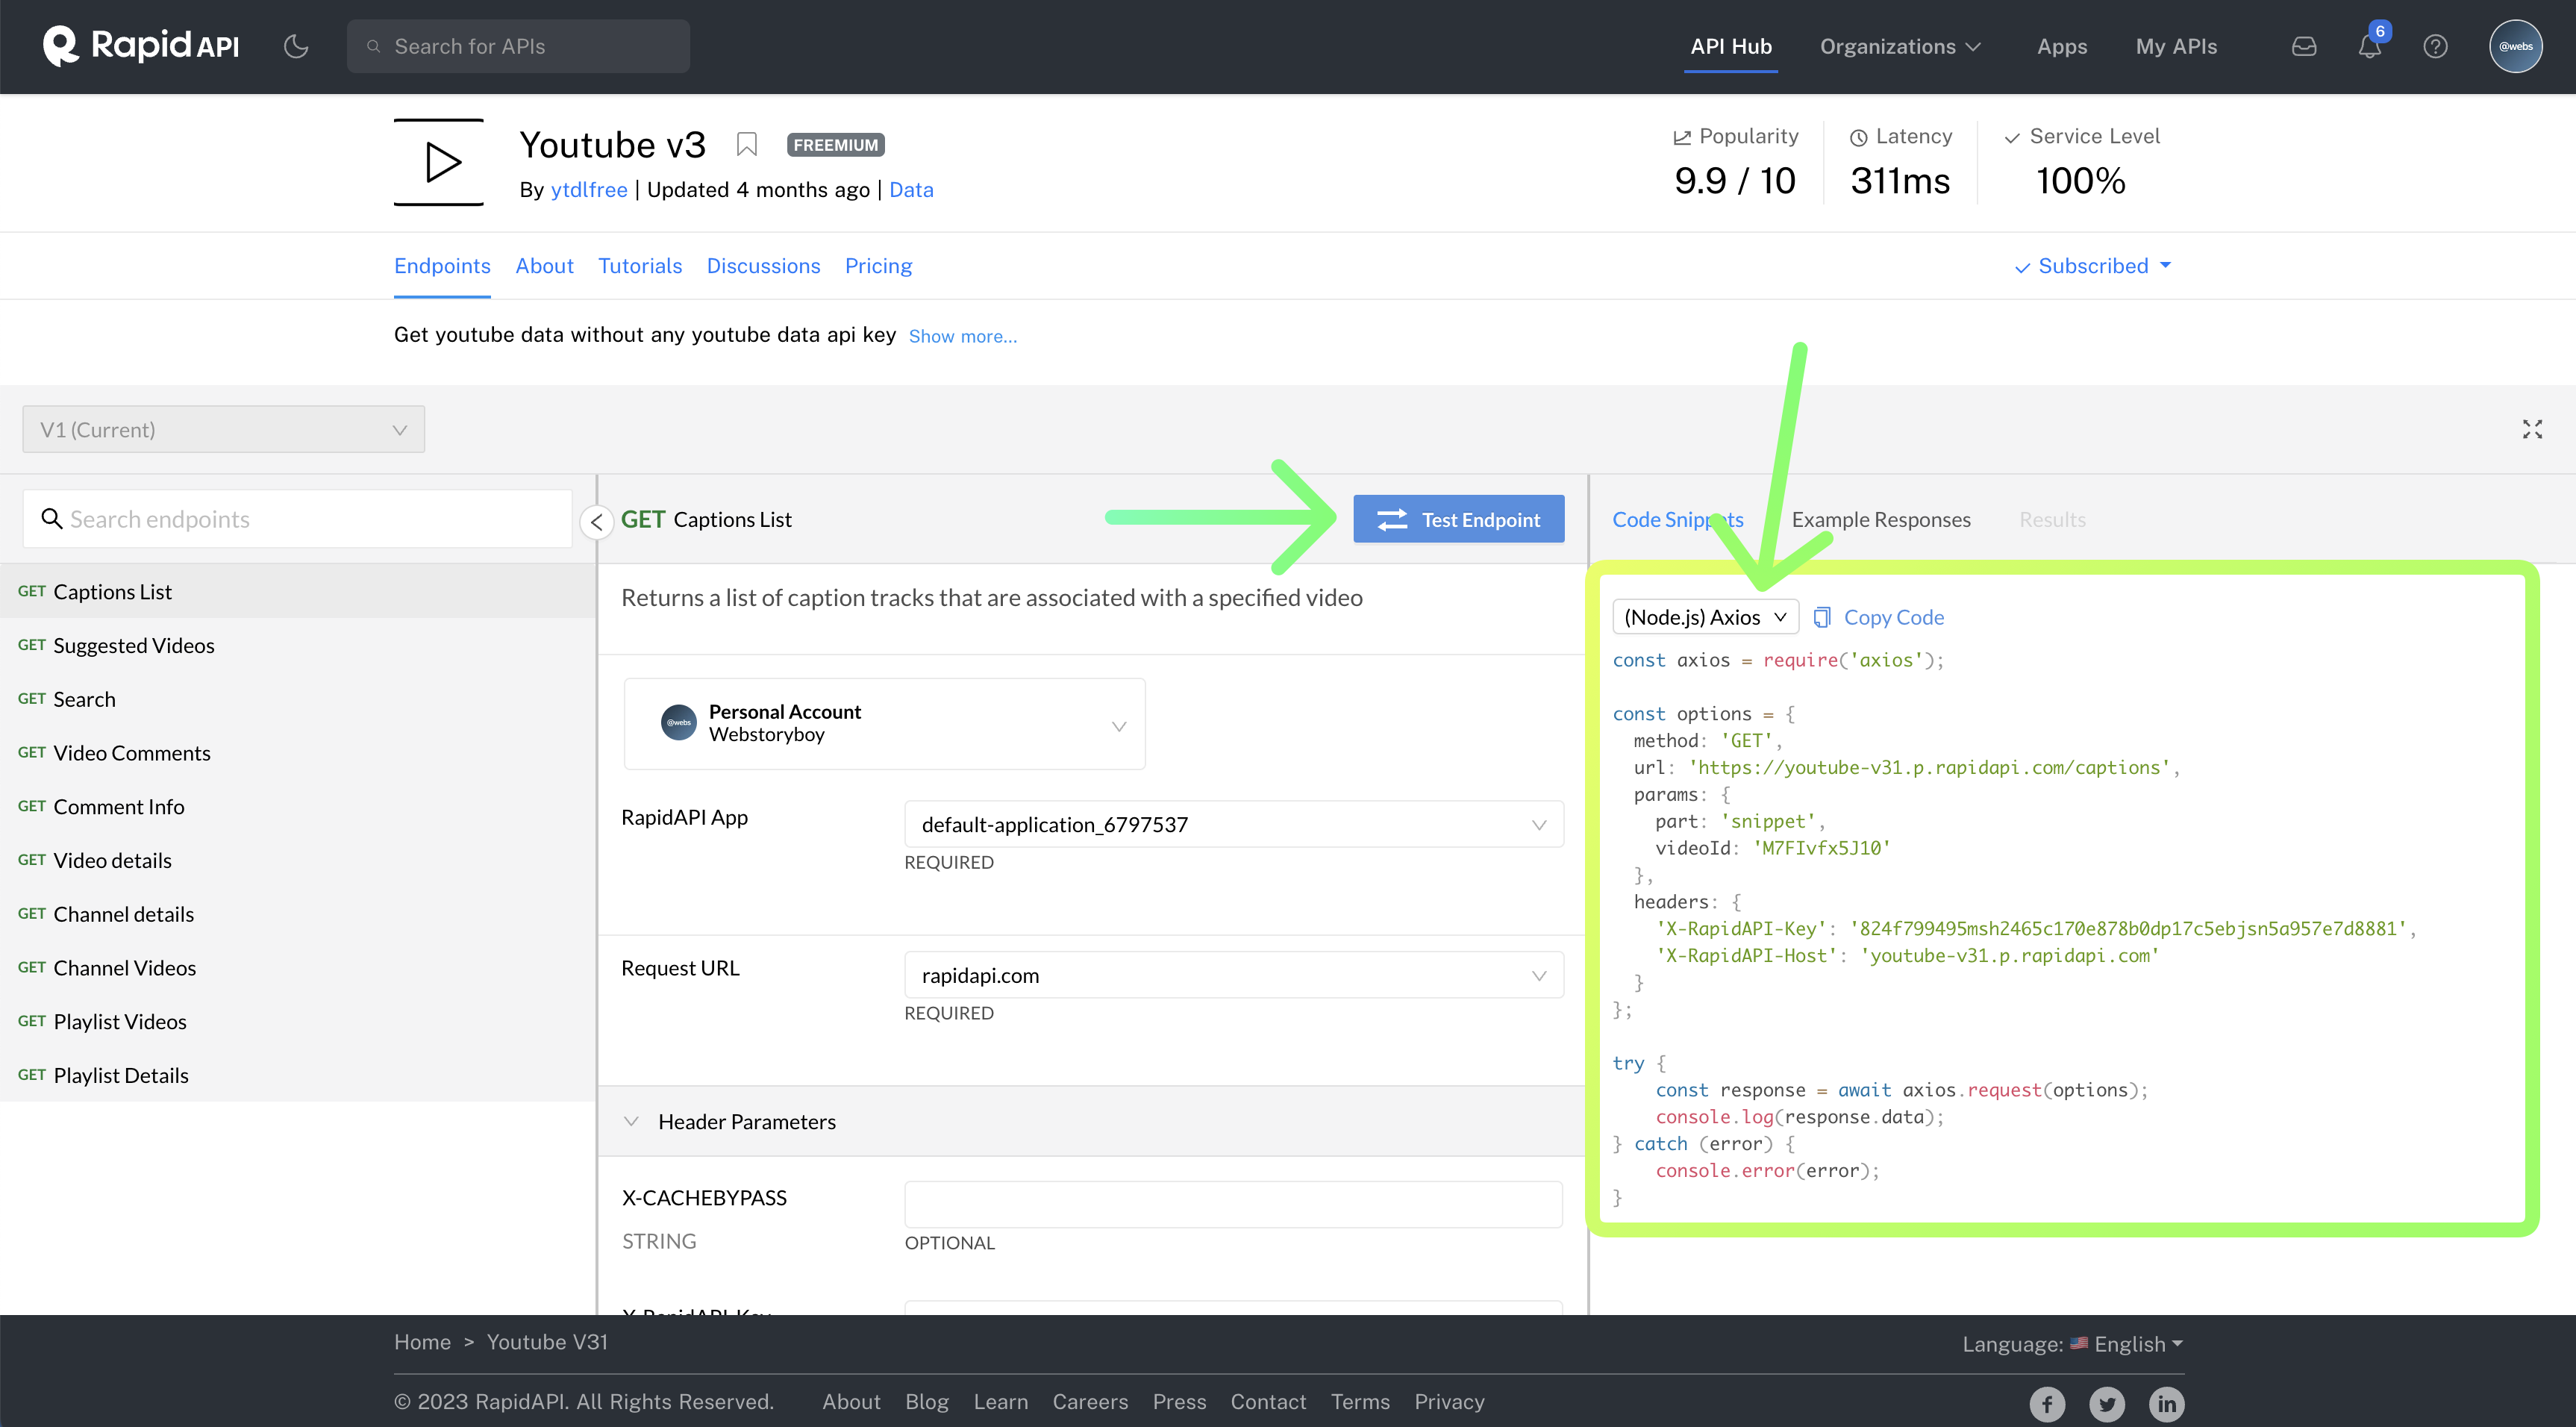 Rapid API
Search for APIs
API Hub
Organizations
Apps
My APIs
6
@webs
Youtube v3
FREEMIUM
By ytdlfree | Updated 4 months ago | Data
Popularity
9.9 / 10
Latency
311ms
Service Level
100%
Endpoints
About
Tutorials
Discussions
Pricing
Subscribed
Get youtube data without any youtube data api key Show more...
V1 (Current)
Search endpoints
GET Captions List
GET Suggested Videos
GET Search
GET Video Comments
GET Comment Info
GET Video details
GET Channel details
GET Channel Videos
GET Playlist Videos
GET Playlist Details
GET Captions List
Test Endpoint
Returns a list of caption tracks that are associated with a specified video
@webs
Personal Account
Webstoryboy
RapidAPI App
default-application_6797537
REQUIRED
Request URL
rapidapi.com
REQUIRED
Header Parameters
X-CACHEBYPASS
STRING
OPTIONAL
X-RapidAPI-Key
Code Snippets
Example Responses
Results
(Node.js) Axios
Copy Code
const axios = require('axios');
const options = {
method: 'GET',
url: 'https://youtube-v31.p.rapidapi.com/captions',
params: {
part: 'snippet',
videoId: 'M7FIvfx5J10'
},
headers: {
'X-RapidAPI-Key': '824f799495msh2465c170e878b0dp17c5ebjsn5a957e7d8881',
'X-RapidAPI-Host': 'youtube-v31.p.rapidapi.com'
}
};
try {
const response = await axios.request(options);
console.log(response.data);
} catch (error) {
console.error(error);
}
Home > Youtube V31
Language: English
© 2023 RapidAPI. All Rights Reserved.
About
Blog
Learn
Careers
Press
Contact
Terms
Privacy